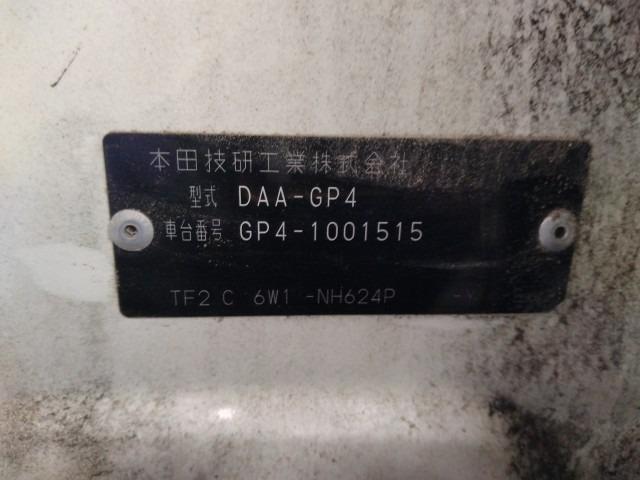 本田技研工業株式会社
型式 DAA-GP4
車台番号 GP4-1001515
TF2 C 6W1 -NH624P